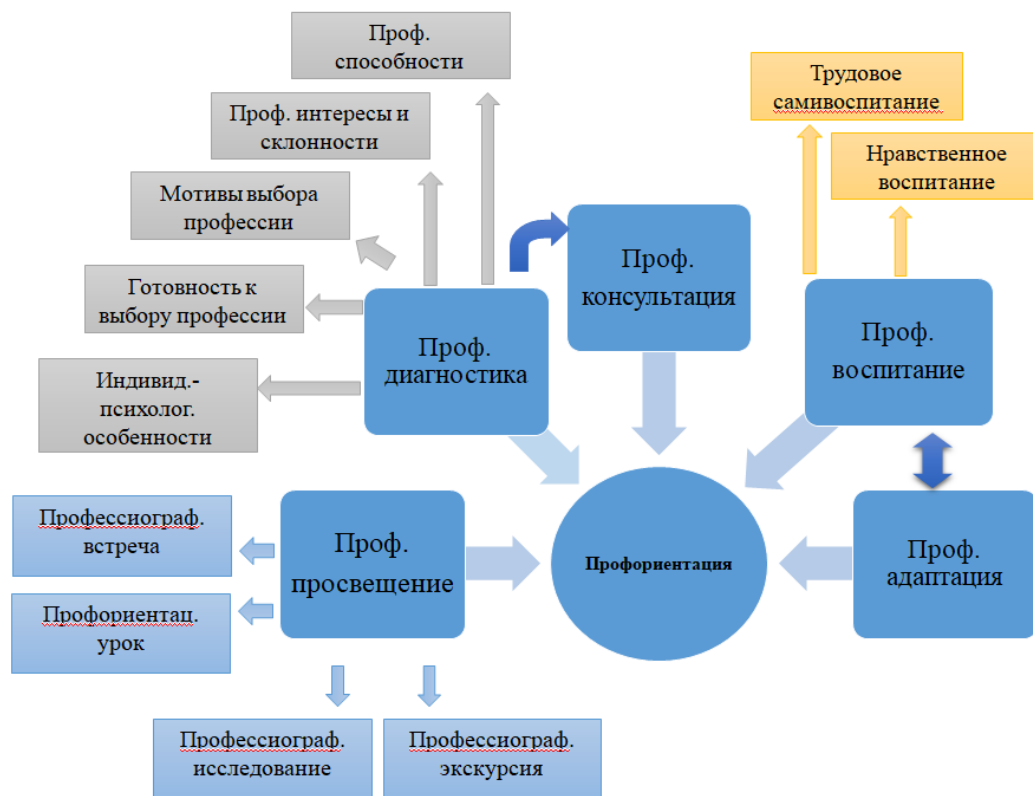 Проф.
способности
Проф. интересы и
склонности
Мотивы выбора
профессии
Готовность к
выбору профессии
Индивид.-
психолог.
особенности
Трудовое
самивоспитание
Нравственное
воспитание
Проф.
консультация
Проф.
диагностика
Проф.
воспитание
Профессиограф.
встреча
Профориентац.
урок
Проф.
просвещение
Профориентация
Проф.
адаптация
Профессиограф.
исследование
Профессиограф.
экскурсия